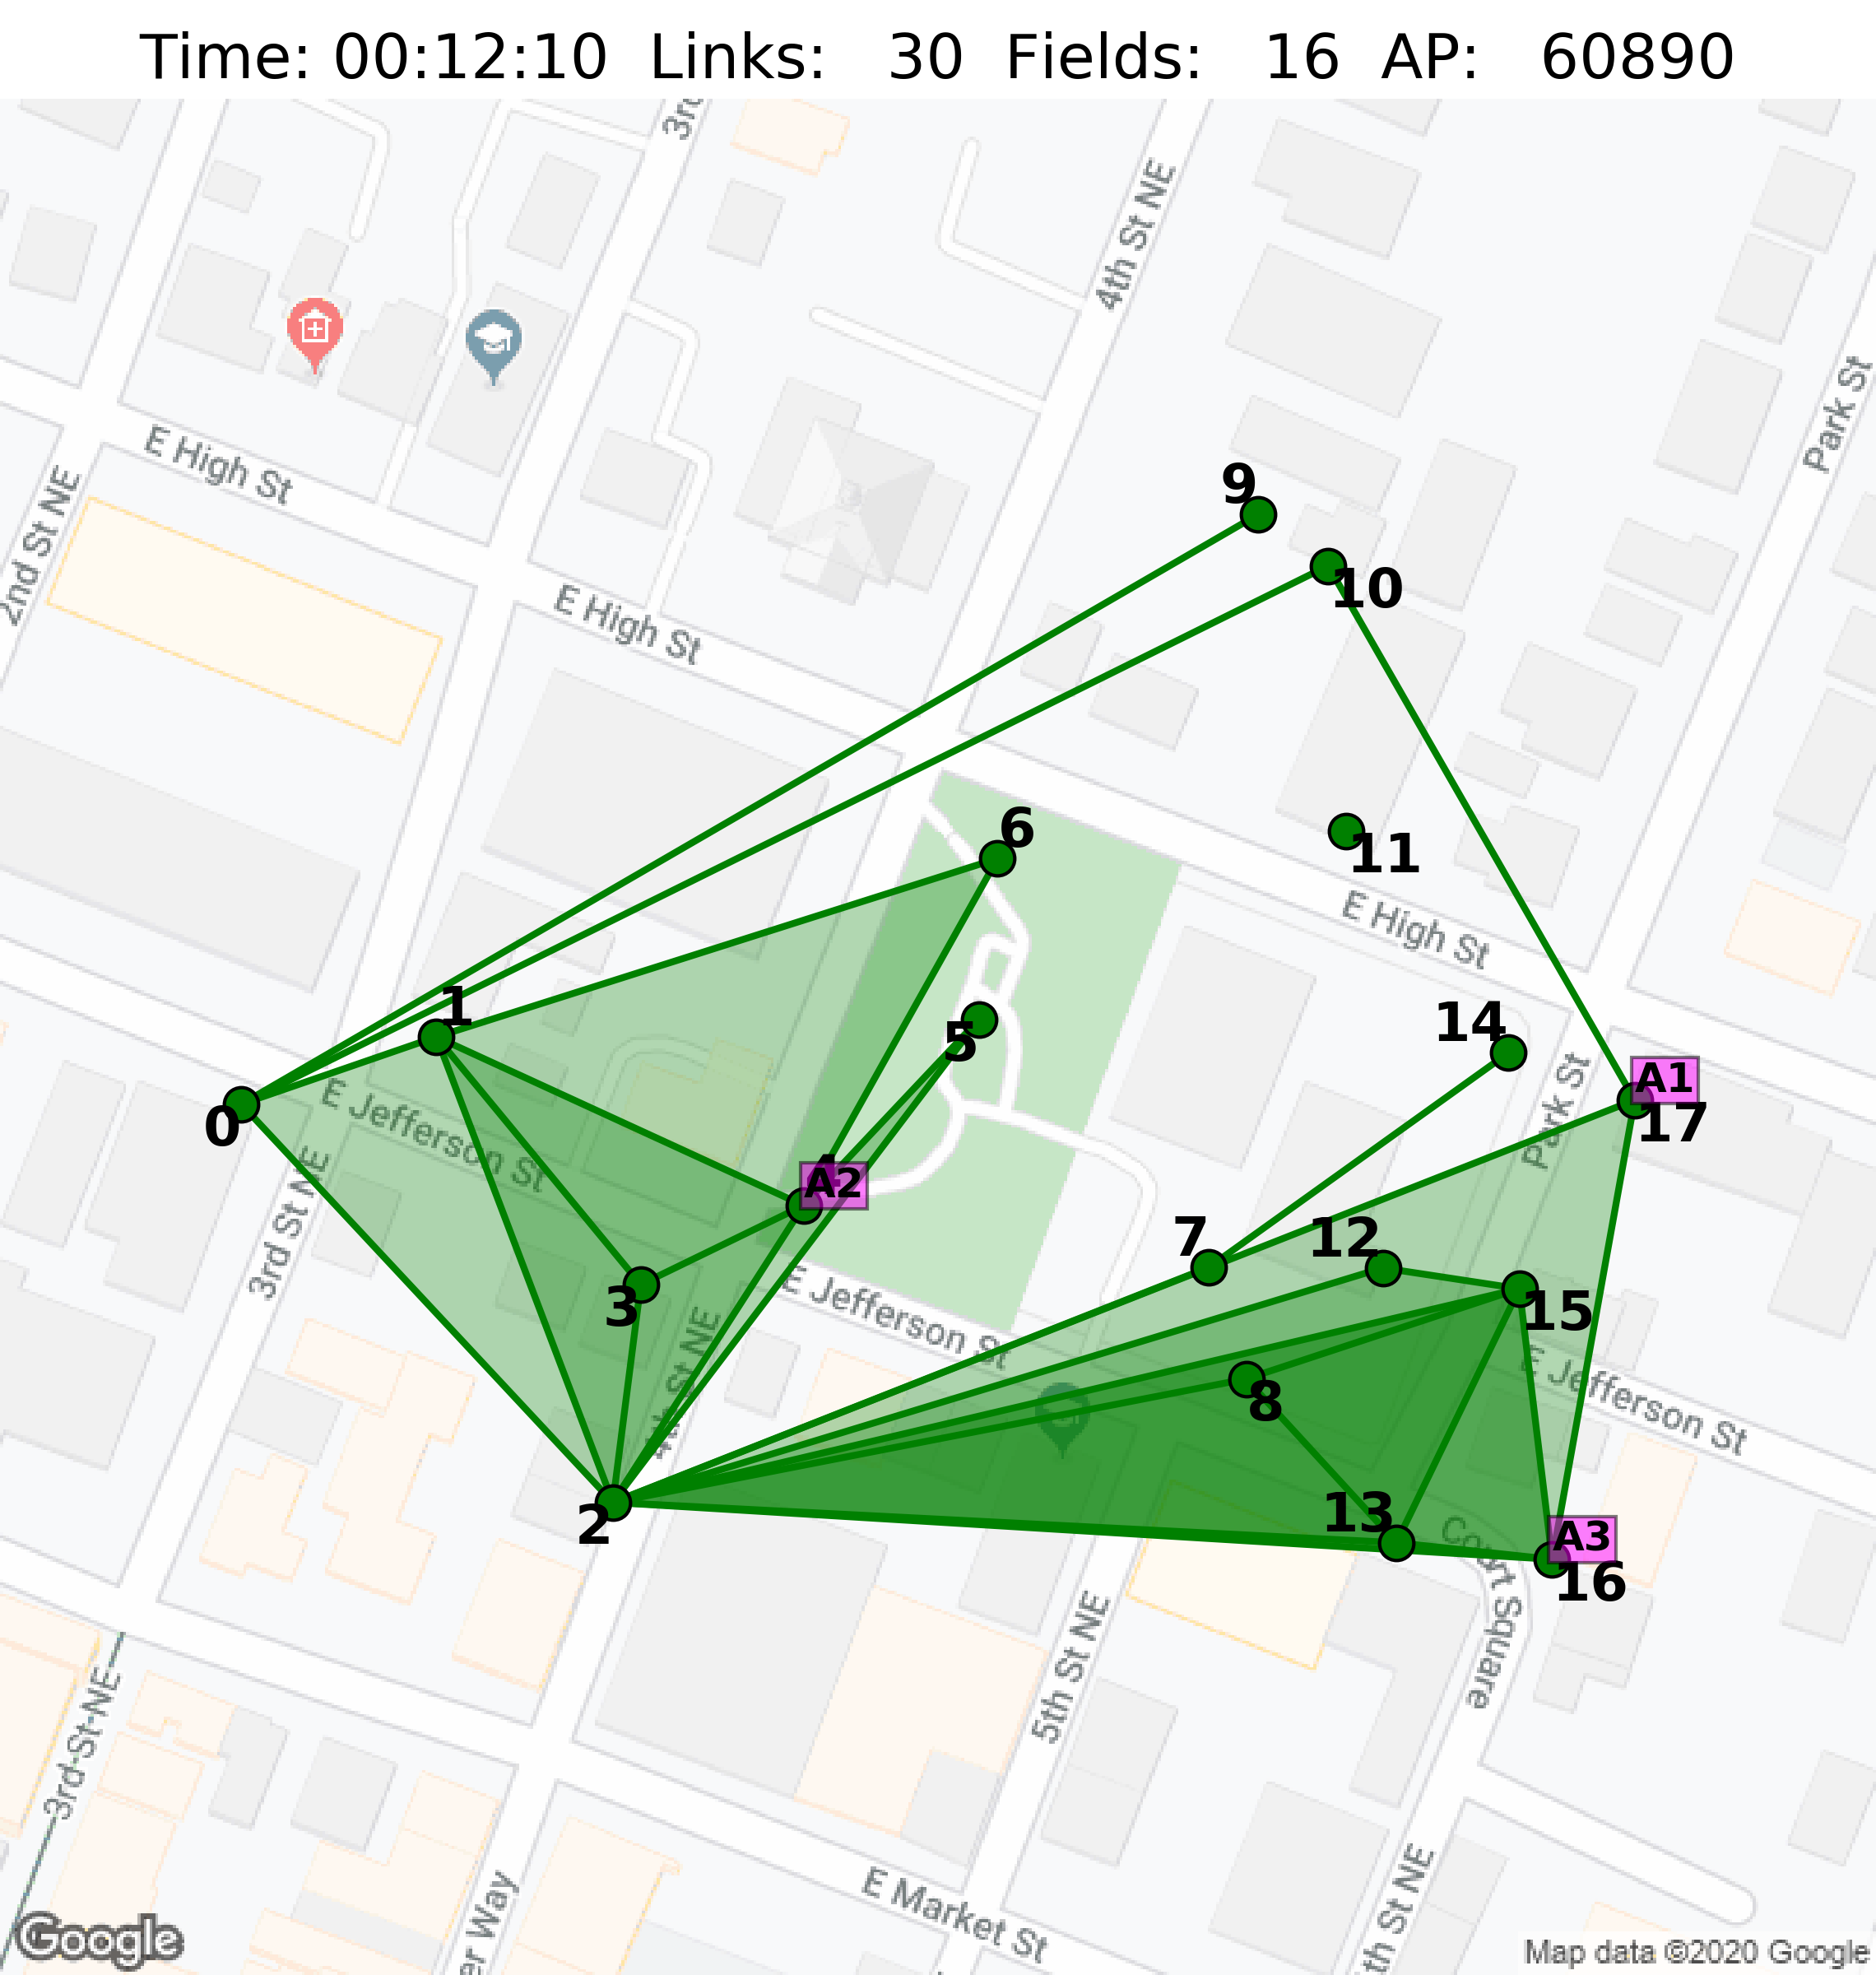 Time: 00:12:10 Links: 30 Fields: 16 AP: 60890
3rd
4th St NE
Park St
E High St
2nd St NE
9
10
E High St
6
11
E High St
1
5
14
A1
17
0
E Jefferson St
Park St
3rd St NE
4
A2
7
12
3
E Jefferson St
15
E Jefferson St
4th St NE
8
2
13
A3
16
Court Square
5th St NE
3rd St NE
E Market St
er Way
th St NE
Google
Map data ©2020 Google